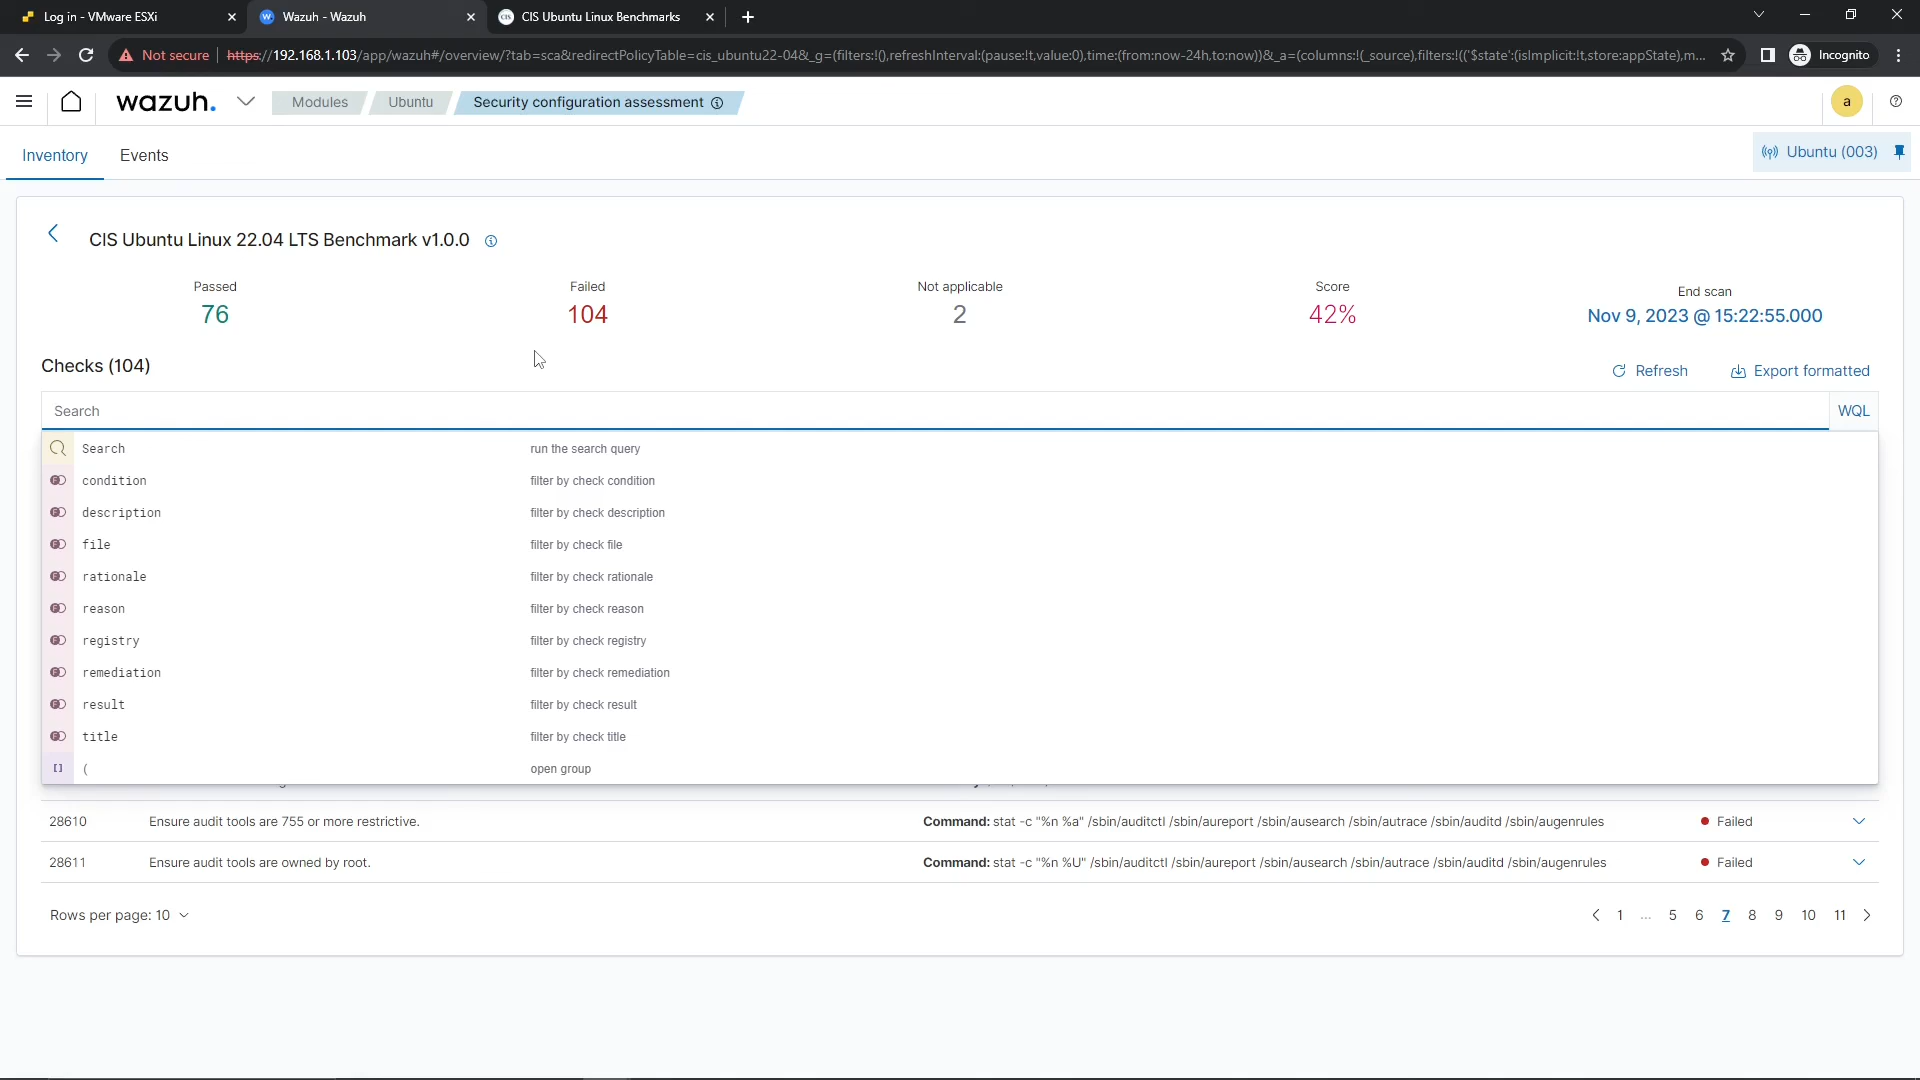 Log in - VMware ESXi
Wazuh - Wazuh
CIS Ubuntu Linux Benchmarks
Not secure
https://192.168.1.103/app/wazuh#/overview/?tab=sca&redirectPolicyTable=cis_ubuntu22-04&_g=(filters:!(),refreshInterval:(pause:!t,value:0),time:(from:now-24h,to:now))&_a=(columns:!(_source),filters:!(('$state':(isImplicit:!t,store:appState),m...
Incognito
wazuh.
Modules
Ubuntu
Security configuration assessment
a
Inventory
Events
Ubuntu (003)
CIS Ubuntu Linux 22.04 LTS Benchmark v1.0.0
Passed
76
Failed
104
Not applicable
2
Score
42%
End scan
Nov 9, 2023 @ 15:22:55.000
Checks (104)
Refresh
Export formatted
Search
WQL
Search run the search query
condition filter by check condition
description filter by check description
file filter by check file
rationale filter by check rationale
reason filter by check reason
registry filter by check registry
remediation filter by check remediation
result filter by check result
title filter by check title
( open group
28610 Ensure audit tools are 755 or more restrictive. Command: stat -c "%n %a" /sbin/auditctl /sbin/aureport /sbin/ausearch /sbin/autrace /sbin/auditd /sbin/augenrules Failed
28611 Ensure audit tools are owned by root. Command: stat -c "%n %U" /sbin/auditctl /sbin/aureport /sbin/ausearch /sbin/autrace /sbin/auditd /sbin/augenrules Failed
Rows per page: 10
1 ... 5 6 7 8 9 10 11